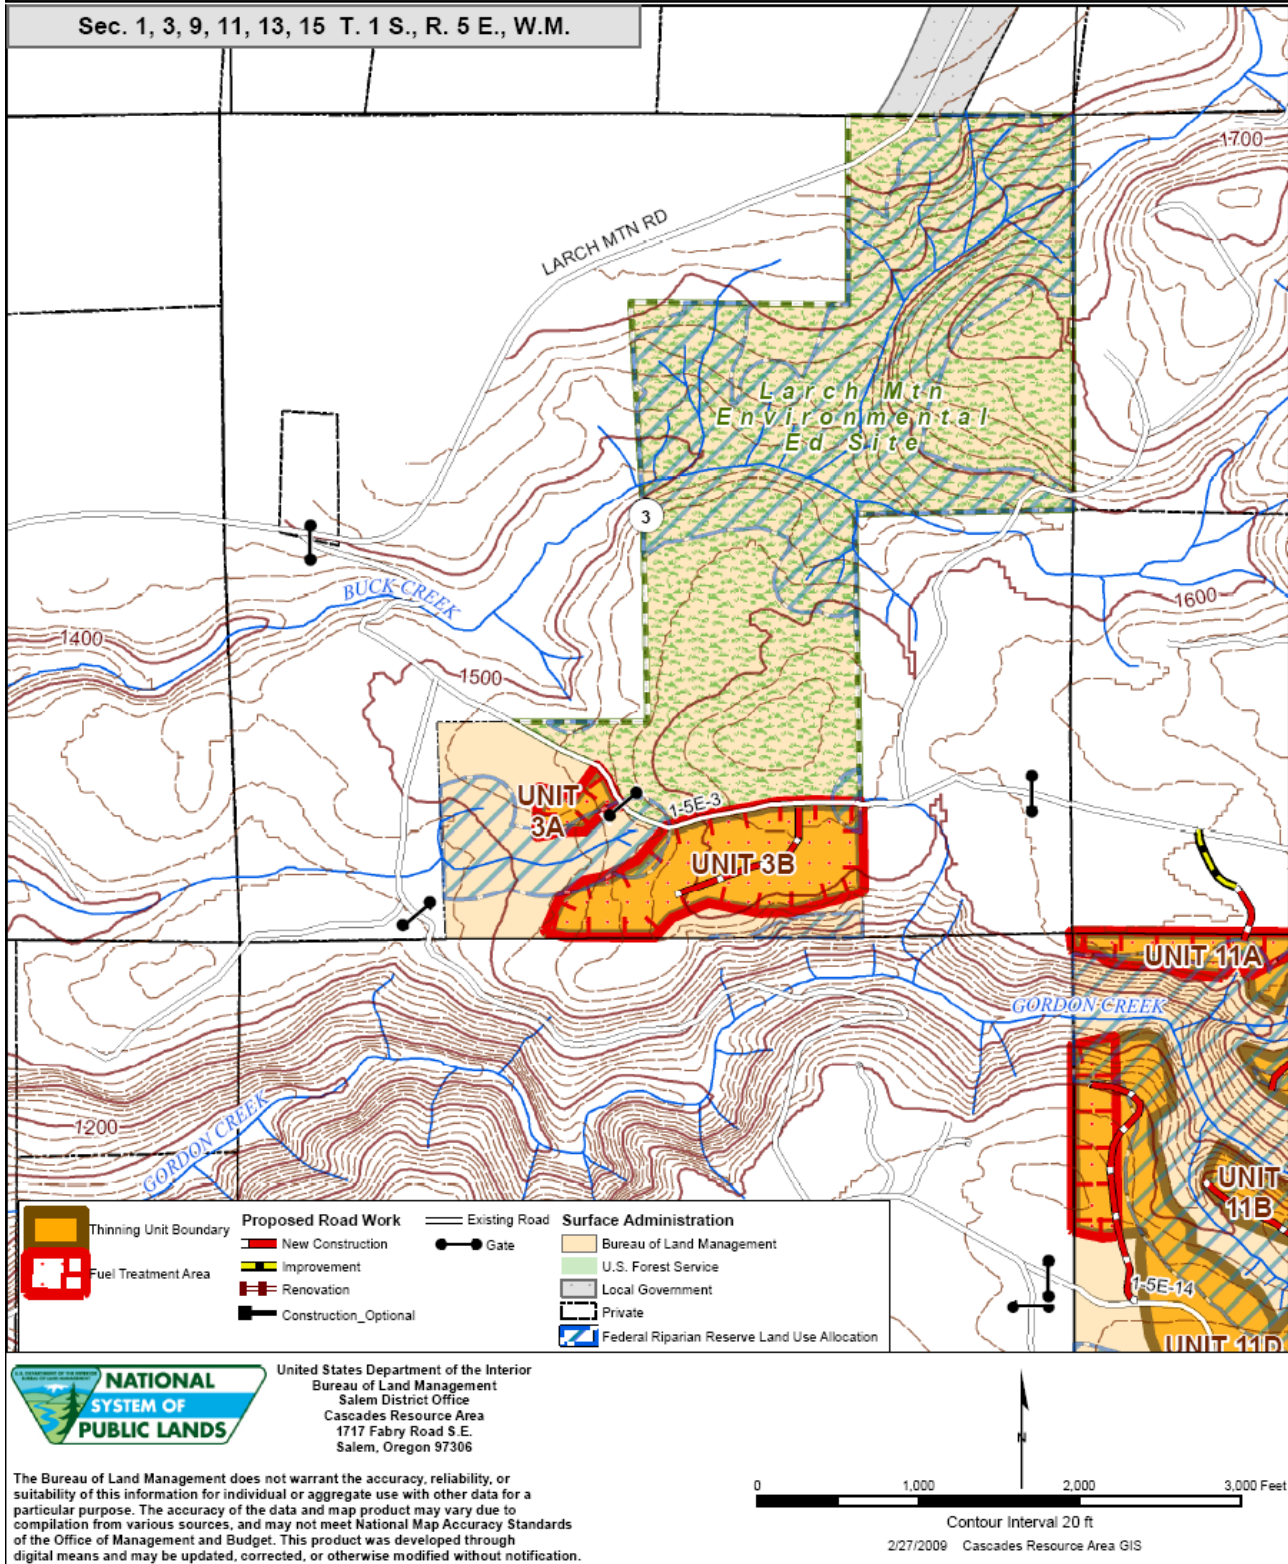 Sec. 1, 3, 9, 11, 13, 15 T. 1 S., R. 5 E., W.M.
1700
LARCH MTN RD
Larch Mtn
Environmental
Ed Site
3
BUCK CREEK
1600
1400
1500
UNIT
3A
1-5E-3
UNIT 3B
UNIT 11A
GORDON CREEK
GORDON CREEK
1200
UNIT
11B
1-5E-14
UNIT 11D
Thinning Unit Boundary
Fuel Treatment Area
Proposed Road Work
New Construction
Improvement
Renovation
Construction_Optional
Existing Road
Gate
Surface Administration
Bureau of Land Management
U.S. Forest Service
Local Government
Private
Federal Riparian Reserve Land Use Allocation
U.S. DEPARTMENT OF THE INTERIOR
BUREAU OF LAND MANAGEMENT
NATIONAL
SYSTEM OF
PUBLIC LANDS
United States Department of the Interior
Bureau of Land Management
Salem District Office
Cascades Resource Area
1717 Fabry Road S.E.
Salem, Oregon 97306
N
The Bureau of Land Management does not warrant the accuracy, reliability, or
suitability of this information for individual or aggregate use with other data for a
particular purpose. The accuracy of the data and map product may vary due to
compilation from various sources, and may not meet National Map Accuracy Standards
of the Office of Management and Budget. This product was developed through
digital means and may be updated, corrected, or otherwise modified without notification.
0 1,000 2,000 3,000 Feet
Contour Interval 20 ft
2/27/2009 Cascades Resource Area GIS